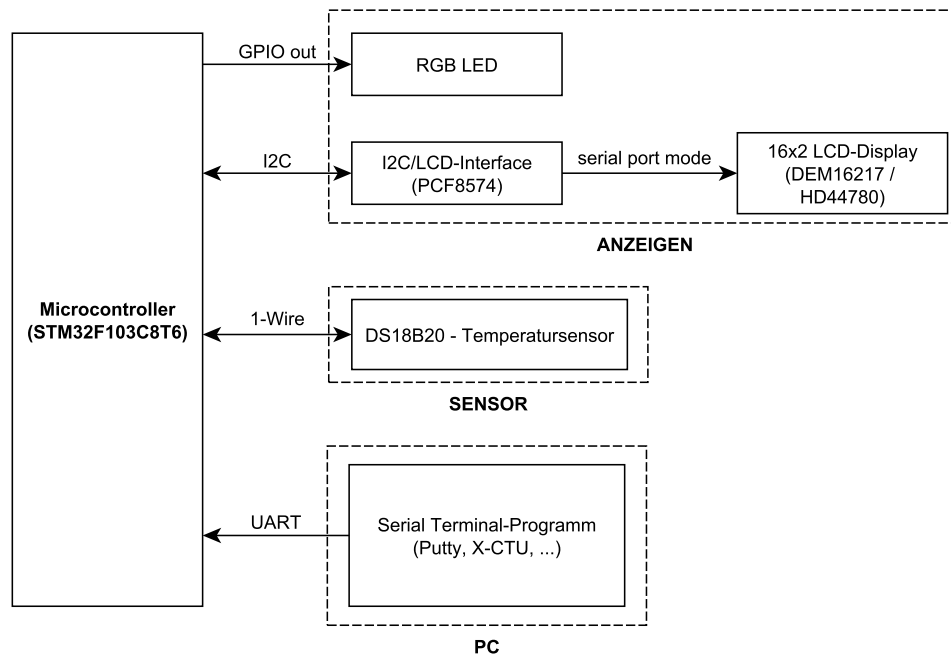 GPIO out
RGB LED
I2C
I2C/LCD-Interface
(PCF8574)
serial port mode
16x2 LCD-Display
(DEM16217 /
HD44780)
ANZEIGEN
Microcontroller
(STM32F103C8T6)
1-Wire
DS18B20 - Temperatursensor
SENSOR
UART
Serial Terminal-Programm
(Putty, X-CTU, ...)
PC